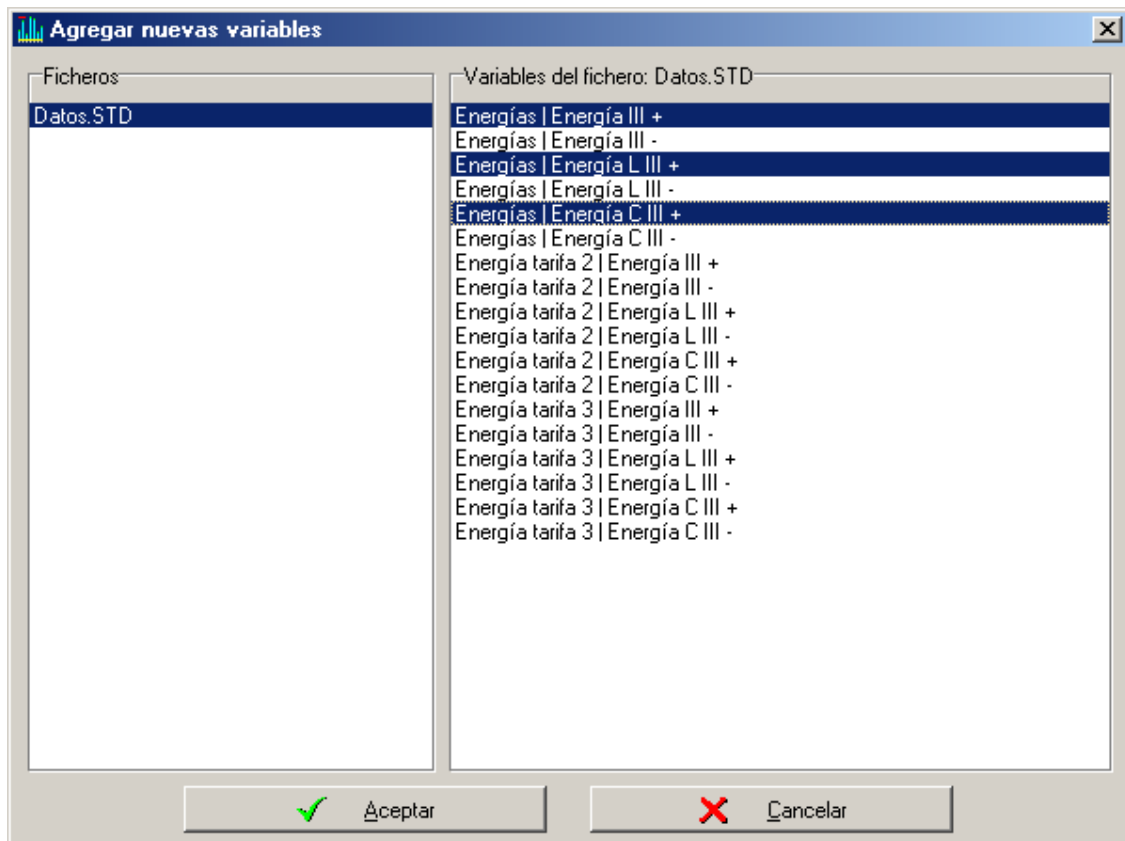 Agregar nuevas variables
Ficheros
Datos.STD
Variables del fichero: Datos.STD
Energías | Energía III +
Energías | Energía III -
Energías | Energía L III +
Energías | Energía L III -
Energías | Energía C III +
Energías | Energía C III -
Energía tarifa 2 | Energía III +
Energía tarifa 2 | Energía III -
Energía tarifa 2 | Energía L III +
Energía tarifa 2 | Energía L III -
Energía tarifa 2 | Energía C III +
Energía tarifa 2 | Energía C III -
Energía tarifa 3 | Energía III +
Energía tarifa 3 | Energía III -
Energía tarifa 3 | Energía L III +
Energía tarifa 3 | Energía L III -
Energía tarifa 3 | Energía C III +
Energía tarifa 3 | Energía C III -
Aceptar
Cancelar